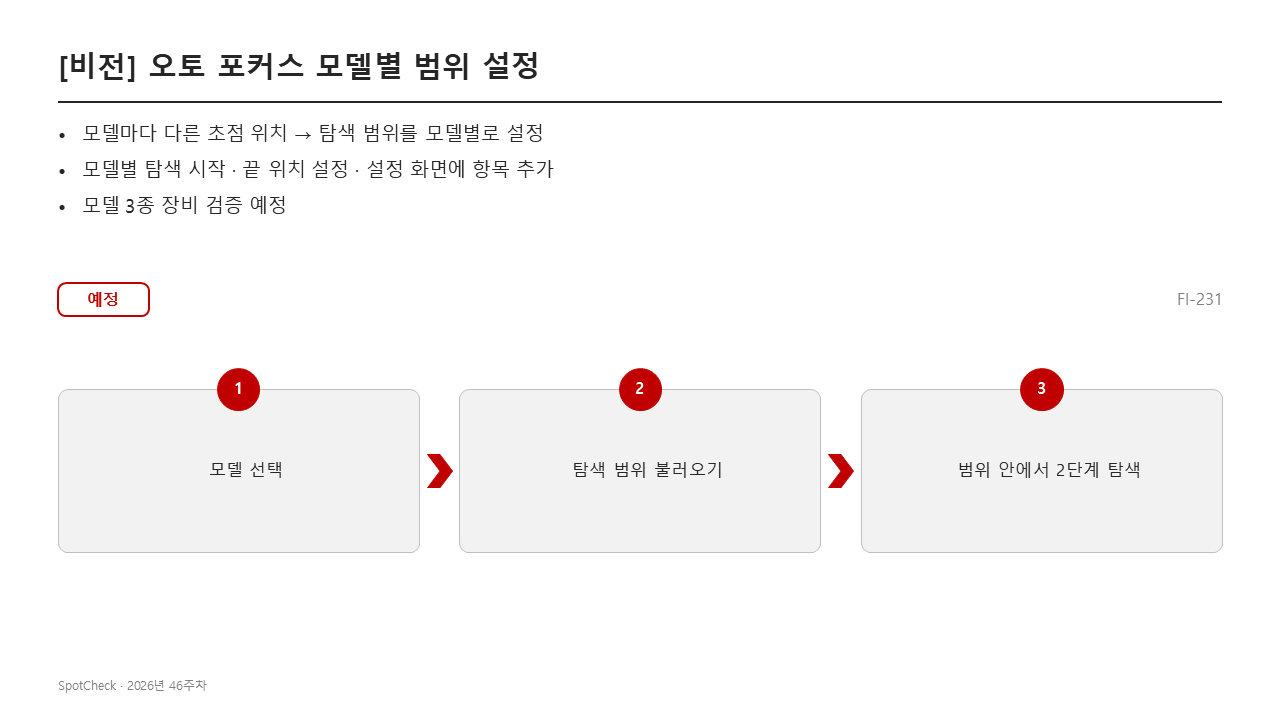 [비전] 오토 포커스 모델별 범위 설정
• 모델마다 다른 초점 위치 → 탐색 범위를 모델별로 설정
• 모델별 탐색 시작 · 끝 위치 설정 · 설정 화면에 항목 추가
• 모델 3종 장비 검증 예정
예정
FI-231
1
모델 선택
2
탐색 범위 불러오기
3
범위 안에서 2단계 탐색
SpotCheck · 2026년 46주차